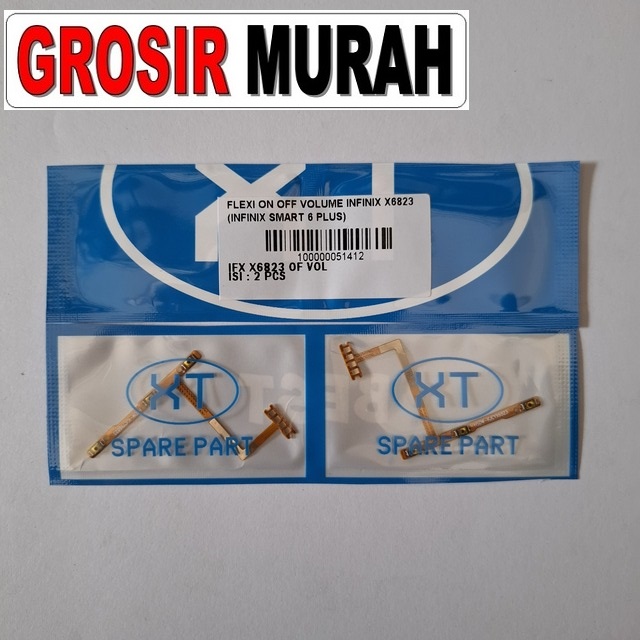 GROSIR MURAH
XT
FLEXI ON OFF VOLUME INFINIX X6823
(INFINIX SMART 6 PLUS)
100000051412
IFX X6823 OF VOL
ISI : 2 PCS
XT
SPARE PART
XT
SPARE PART